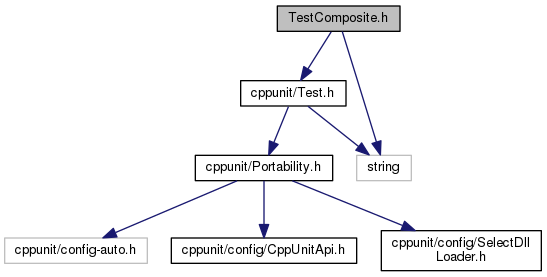 TestComposite.h
cppunit/Test.h
cppunit/Portability.h
string
cppunit/config-auto.h
cppunit/config/CppUnitApi.h
cppunit/config/SelectDll
Loader.h